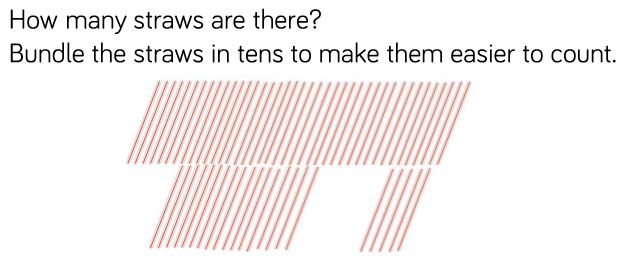 How many straws are there?
Bundle the straws in tens to make them easier to count.